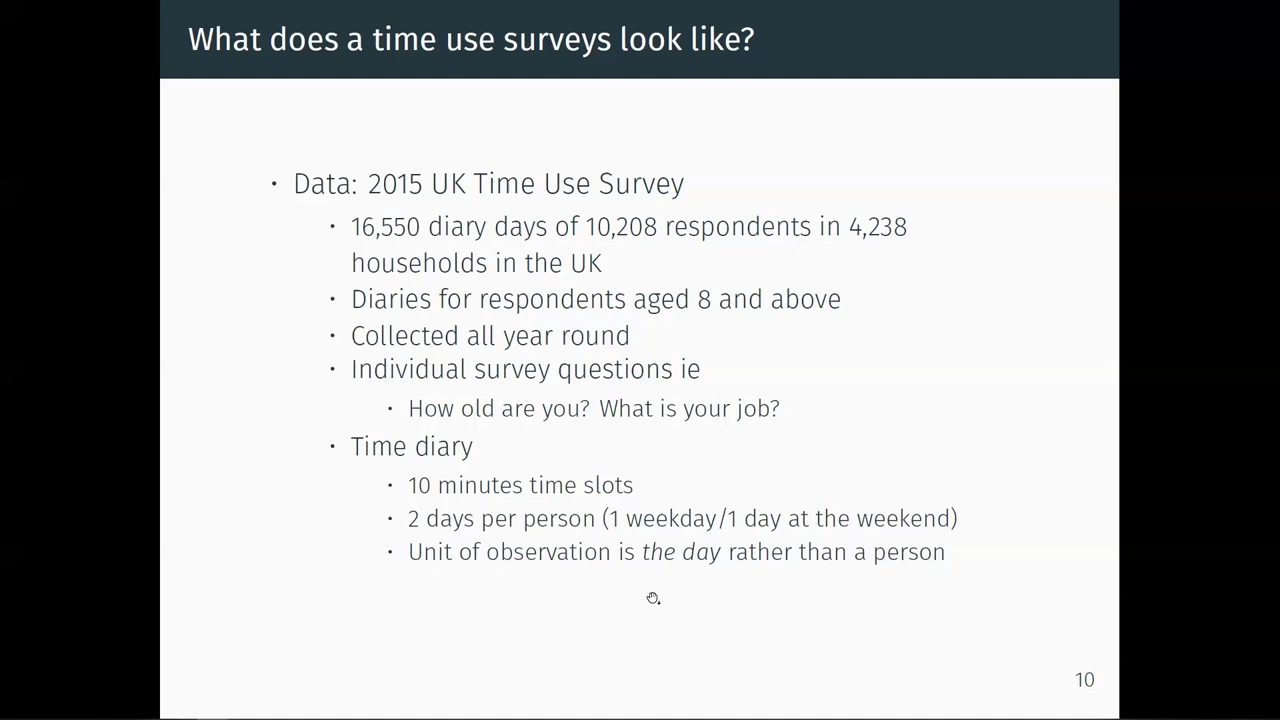 What does a time use surveys look like?
• Data: 2015 UK Time Use Survey
• 16,550 diary days of 10,208 respondents in 4,238
households in the UK
• Diaries for respondents aged 8 and above
• Collected all year round
• Individual survey questions ie
• How old are you? What is your job?
• Time diary
• 10 minutes time slots
• 2 days per person (1 weekday/1 day at the weekend)
• Unit of observation is the day rather than a person
10